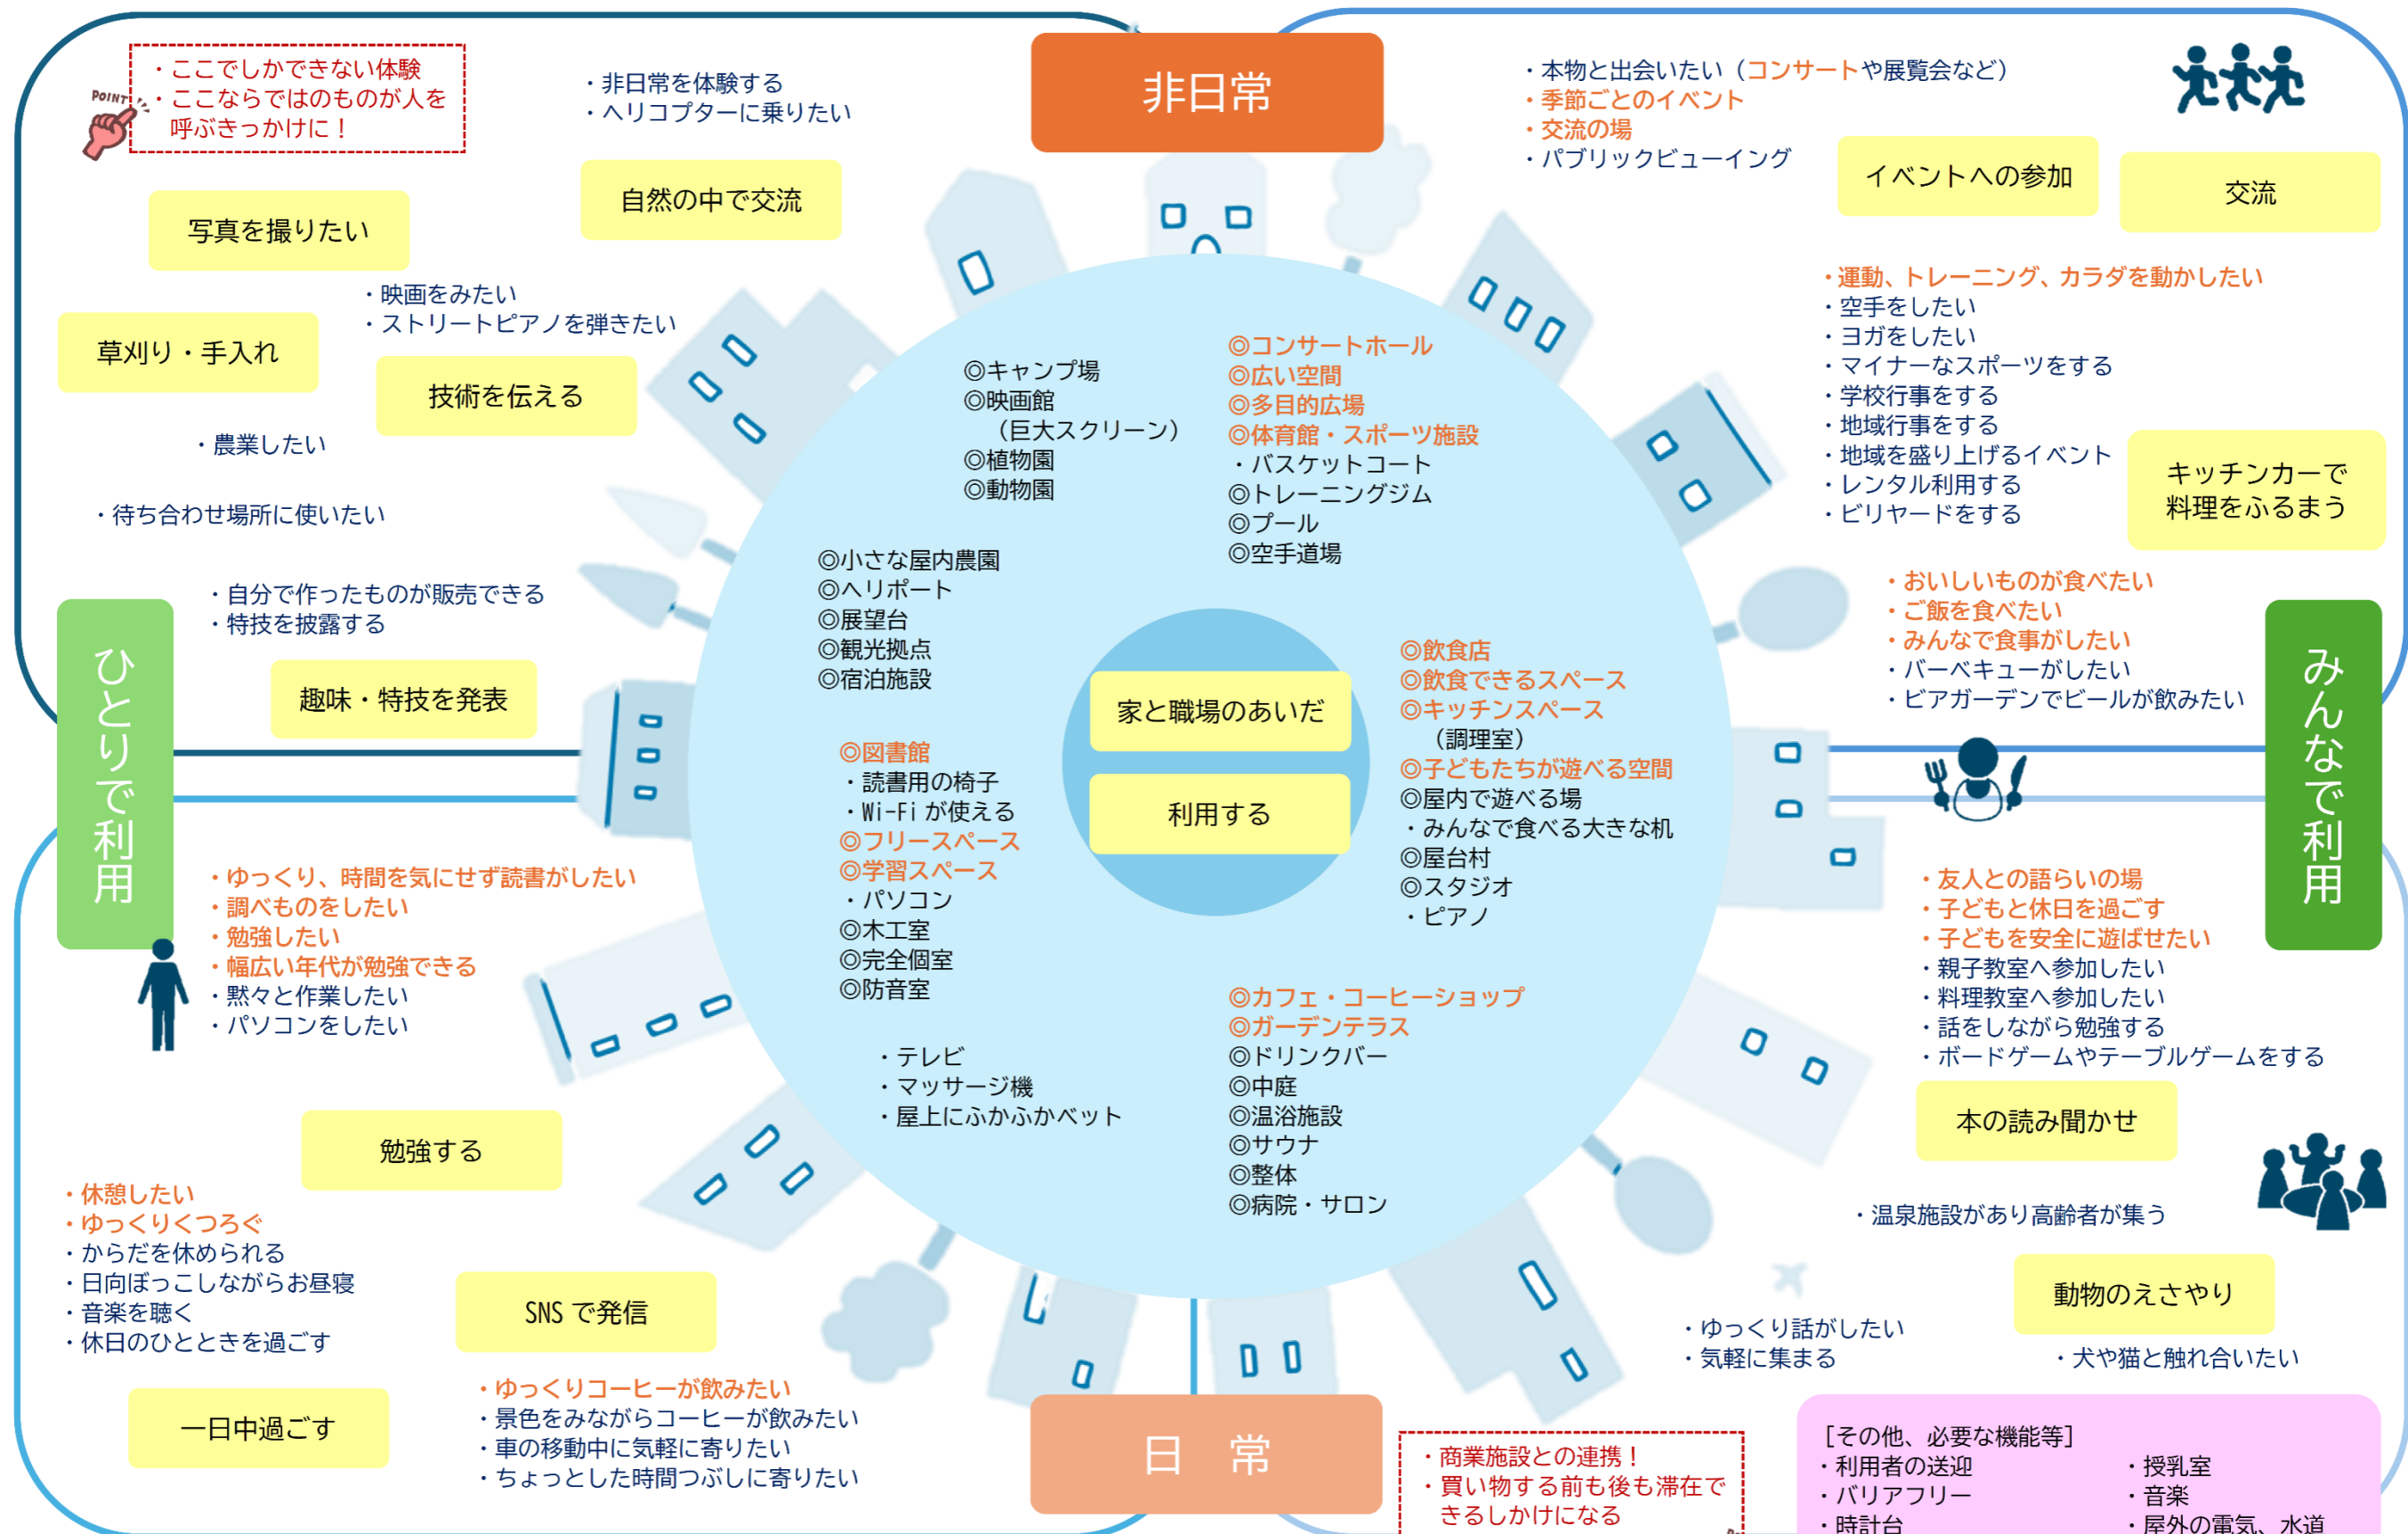 非日常
・ここでしかできない体験
・ここならではのものが人を
呼ぶきっかけに！
POINT
・非日常を体験する
・ヘリコプターに乗りたい
自然の中で交流
写真を撮りたい
・映画をみたい
・ストリートピアノを弾きたい
草刈り・手入れ
技術を伝える
・農業したい
・待ち合わせ場所に使いたい
・自分で作ったものが販売できる
・特技を披露する
趣味・特技を発表
ひとりで利用
・本物と出会いたい（コンサートや展覧会など）
・季節ごとのイベント
・交流の場
・パブリックビューイング
イベントへの参加
交流
・運動、トレーニング、カラダを動かしたい
・空手をしたい
・ヨガをしたい
・マイナーなスポーツをする
・学校行事をする
・地域行事をする
・地域を盛り上げるイベント
・レンタル利用する
・ビリヤードをする
キッチンカーで
料理をふるまう
・おいしいものが食べたい
・ご飯を食べたい
・みんなで食事がしたい
・バーベキューがしたい
・ビアガーデンでビールが飲みたい
みんなで利用
◎キャンプ場
◎映画館
（巨大スクリーン）
◎植物園
◎動物園
◎コンサートホール
◎広い空間
◎多目的広場
◎体育館・スポーツ施設
・バスケットコート
◎トレーニングジム
◎プール
◎空手道場
◎小さな屋内農園
◎ヘリポート
◎展望台
◎観光拠点
◎宿泊施設
家と職場のあいだ
利用する
◎飲食店
◎飲食できるスペース
◎キッチンスペース
（調理室）
◎子どもたちが遊べる空間
◎屋内で遊べる場
・みんなで食べる大きな机
◎屋台村
◎スタジオ
・ピアノ
◎図書館
・読書用の椅子
・Wi-Fi が使える
◎フリースペース
◎学習スペース
・パソコン
◎木工室
◎完全個室
◎防音室
・テレビ
・マッサージ機
・屋上にふかふかベット
◎カフェ・コーヒーショップ
◎ガーデンテラス
◎ドリンクバー
◎中庭
◎温浴施設
◎サウナ
◎整体
◎病院・サロン
・ゆっくり、時間を気にせず読書がしたい
・調べものをしたい
・勉強したい
・幅広い年代が勉強できる
・黙々と作業したい
・パソコンをしたい
勉強する
・休憩したい
・ゆっくりくつろぐ
・からだを休められる
・日向ぼっこしながらお昼寝
・音楽を聴く
・休日のひとときを過ごす
SNS で発信
一日中過ごす
・ゆっくりコーヒーが飲みたい
・景色をみながらコーヒーが飲みたい
・車の移動中に気軽に寄りたい
・ちょっとした時間つぶしに寄りたい
・友人との語らいの場
・子どもと休日を過ごす
・子どもを安全に遊ばせたい
・親子教室へ参加したい
・料理教室へ参加したい
・話をしながら勉強する
・ボードゲームやテーブルゲームをする
本の読み聞かせ
・温泉施設があり高齢者が集う
動物のえさやり
・ゆっくり話がしたい
・気軽に集まる
・犬や猫と触れ合いたい
日　常
・商業施設との連携！
・買い物する前も後も滞在で
きるしかけになる
［その他、必要な機能等］
・利用者の送迎
・バリアフリー
・時計台
・授乳室
・音楽
・屋外の電気、水道